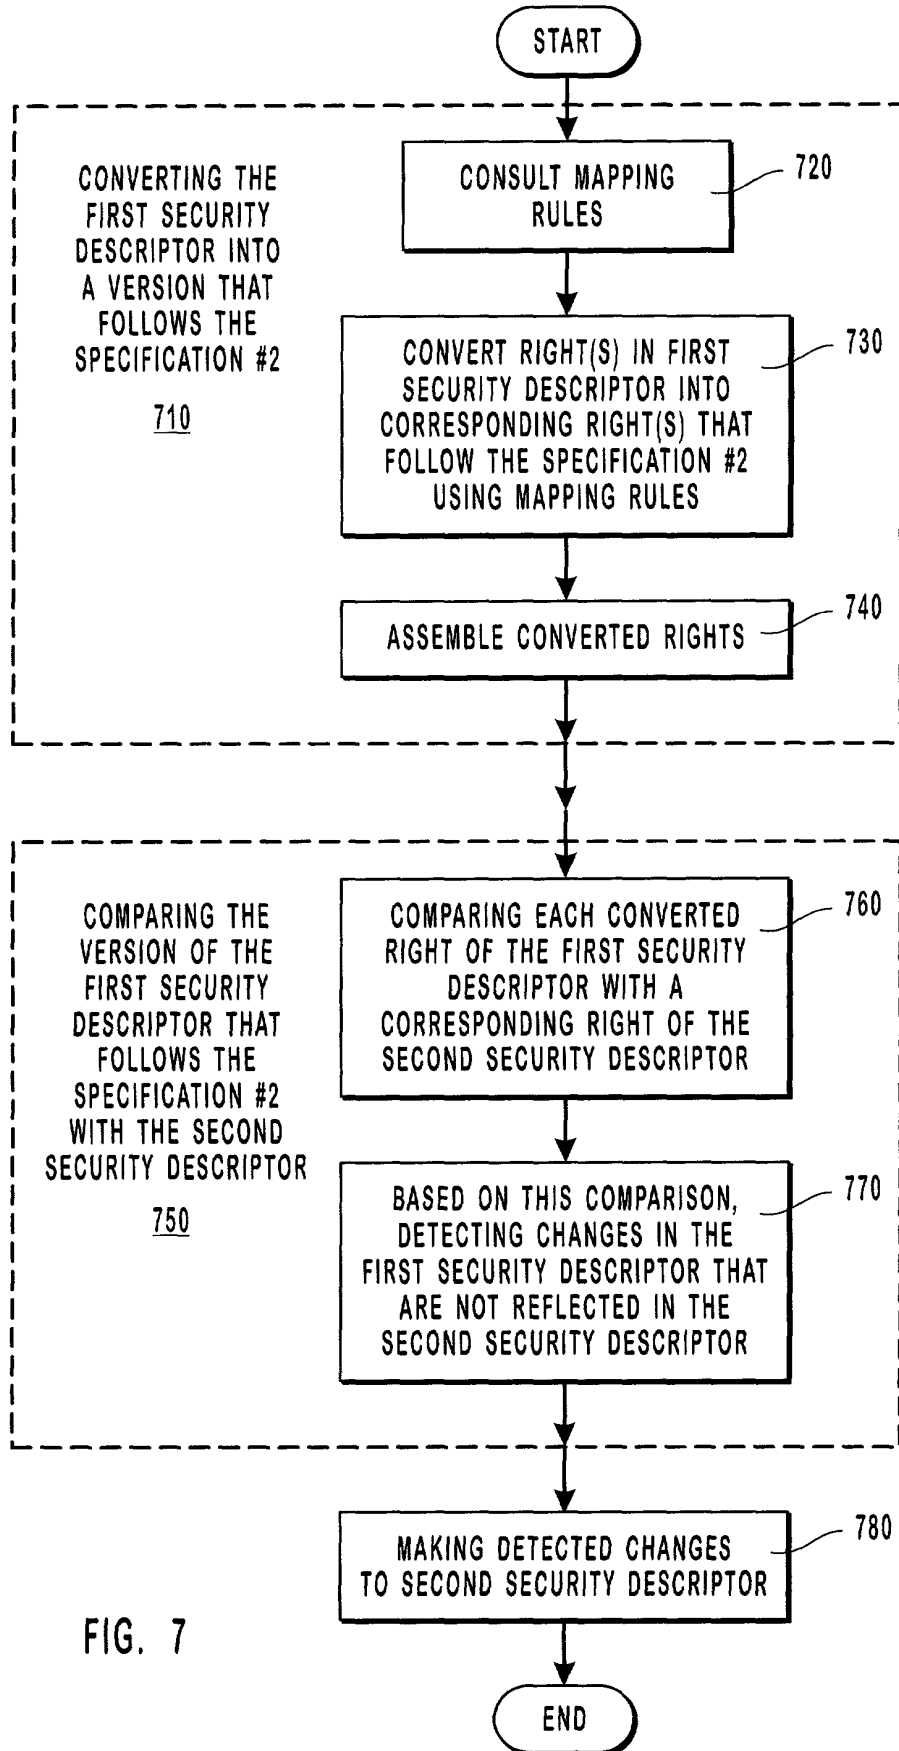 START
CONVERTING THE
FIRST SECURITY
DESCRIPTOR INTO
A VERSION THAT
FOLLOWS THE
SPECIFICATION #2
710
CONSULT MAPPING
RULES
720
CONVERT RIGHT(S) IN FIRST
SECURITY DESCRIPTOR INTO
CORRESPONDING RIGHT(S) THAT
FOLLOW THE SPECIFICATION #2
USING MAPPING RULES
730
ASSEMBLE CONVERTED RIGHTS
740
COMPARING THE
VERSION OF THE
FIRST SECURITY
DESCRIPTOR THAT
FOLLOWS THE
SPECIFICATION #2
WITH THE SECOND
SECURITY DESCRIPTOR
750
COMPARING EACH CONVERTED
RIGHT OF THE FIRST SECURITY
DESCRIPTOR WITH A
CORRESPONDING RIGHT OF THE
SECOND SECURITY DESCRIPTOR
760
BASED ON THIS COMPARISON,
DETECTING CHANGES IN THE
FIRST SECURITY DESCRIPTOR THAT
ARE NOT REFLECTED IN THE
SECOND SECURITY DESCRIPTOR
770
MAKING DETECTED CHANGES
TO SECOND SECURITY DESCRIPTOR
780
FIG. 7
END